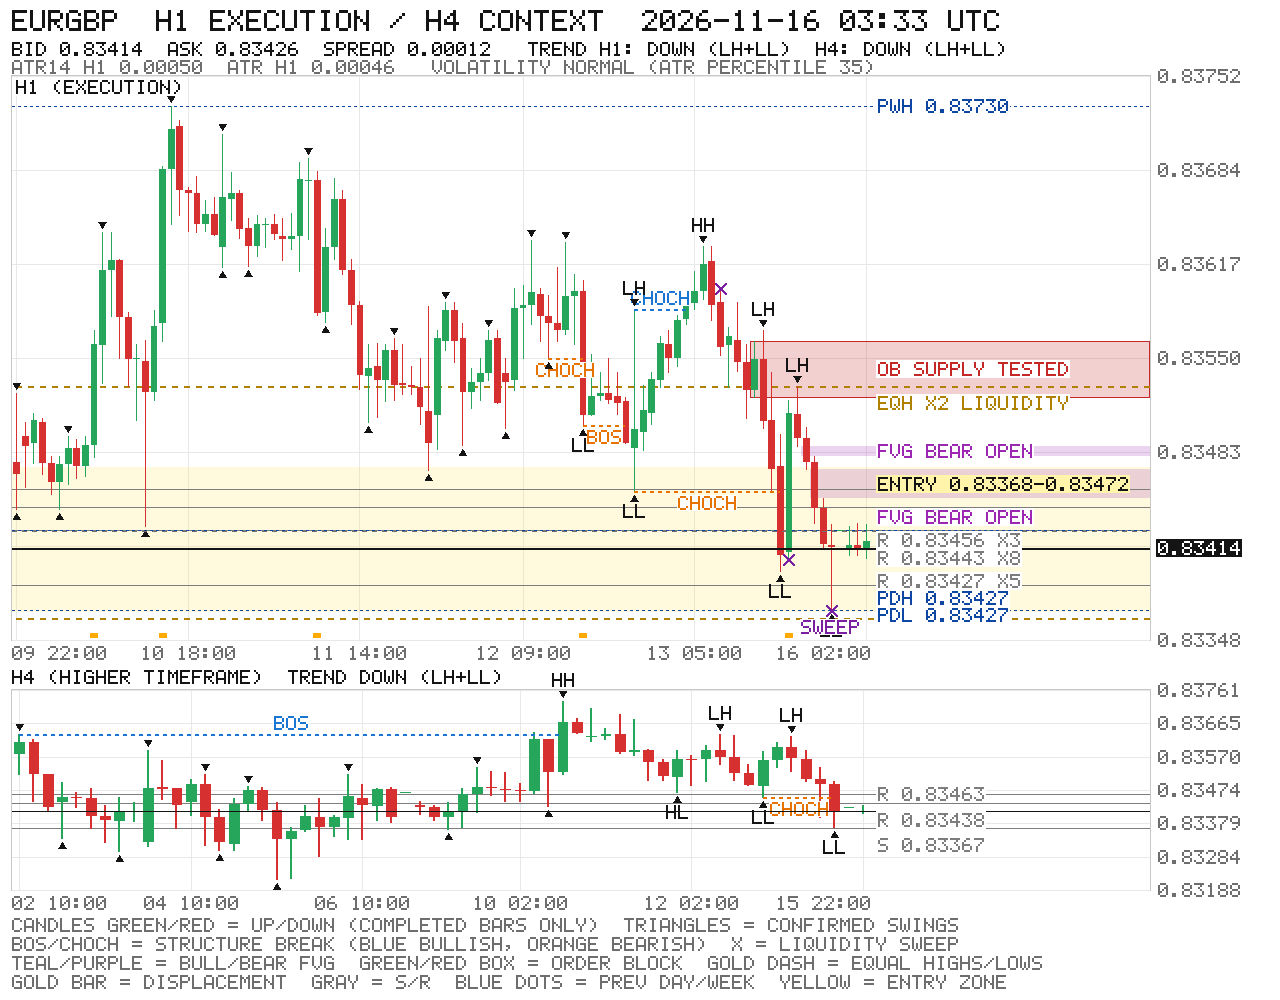 EURGBP  H1 EXECUTION / H4 CONTEXT  2026-11-16 03:33 UTC
BID 0.83414  ASK 0.83426  SPREAD 0.00012  TREND H1: DOWN (LH+LL)  H4: DOWN (LH+LL)
ATR14 H1 0.00050  ATR H1 0.00046  VOLATILITY NORMAL (ATR PERCENTILE 35)
0.83752
H1 (EXECUTION)
PWH 0.83730
0.83684
HH
0.83617
LH
CHOCH
LH
0.83550
LH
CHOCH
OB SUPPLY TESTED
EQH X2 LIQUIDITY
BOS
LL
FVG BEAR OPEN
0.83483
ENTRY 0.83368-0.83472
CHOCH
LL
FVG BEAR OPEN
R 0.83456 X3
0.83414
R 0.83443 X8
R 0.83427 X5
LL
PDH 0.83427
PDL 0.83427
SWEEP
LL
0.83348
09 22:00  10 18:00  11 14:00  12 09:00  13 05:00  16 02:00
H4 (HIGHER TIMEFRAME)  TREND DOWN (LH+LL)
HH
0.83761
LH
LH
BOS
0.83665
0.83570
0.83474
R 0.83463
CHOCH
HL
LL
R 0.83438
0.83379
LL
S 0.83367
0.83284
0.83188
02 10:00  04 10:00  06 10:00  10 02:00  12 02:00  15 22:00
CANDLES GREEN/RED = UP/DOWN (COMPLETED BARS ONLY)  TRIANGLES = CONFIRMED SWINGS
BOS/CHOCH = STRUCTURE BREAK (BLUE BULLISH, ORANGE BEARISH)  X = LIQUIDITY SWEEP
TEAL/PURPLE = BULL/BEAR FVG  GREEN/RED BOX = ORDER BLOCK  GOLD DASH = EQUAL HIGHS/LOWS
GOLD BAR = DISPLACEMENT  GRAY = S/R  BLUE DOTS = PREV DAY/WEEK  YELLOW = ENTRY ZONE